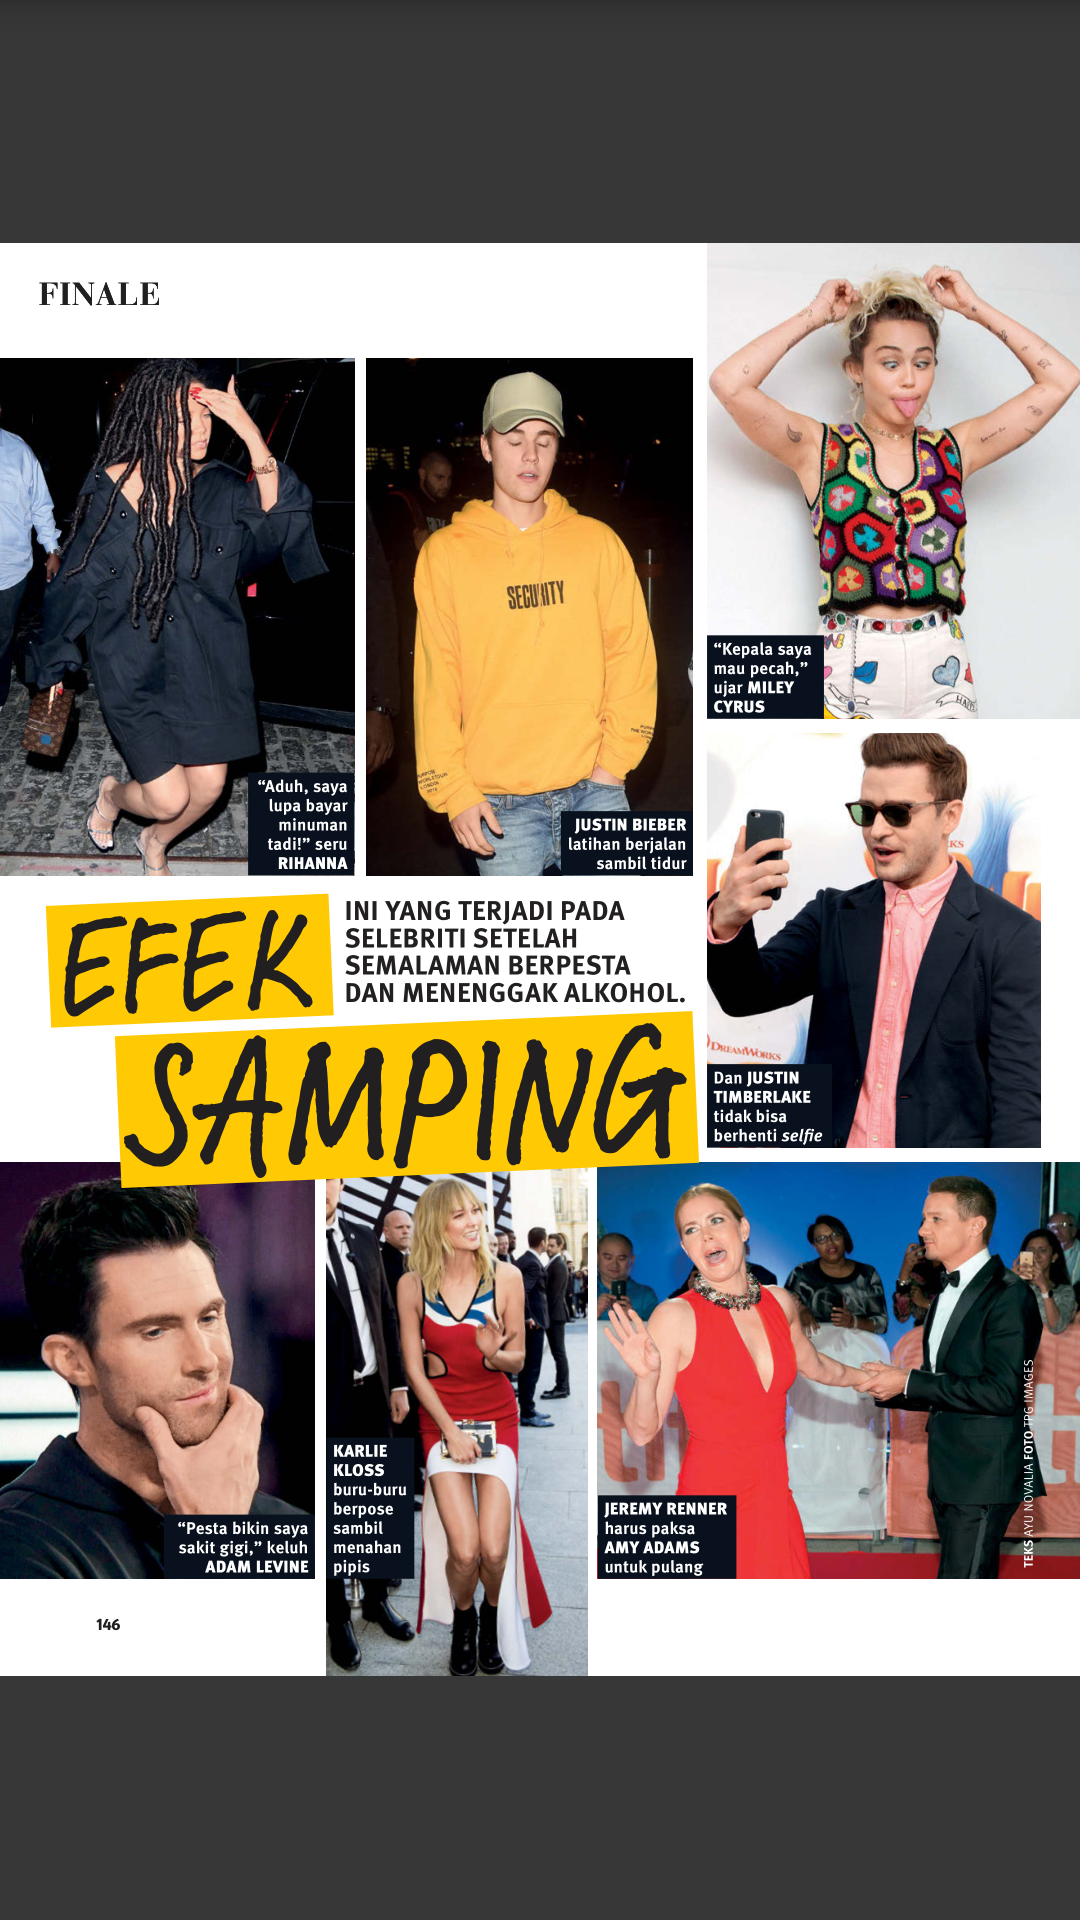 FINALE
“Aduh, saya
lupa bayar
minuman
tadi!” seru
RIHANNA
SECURITY
JUSTIN BIEBER
latihan berjalan
sambil tidur
“Kepala saya
mau pecah,”
ujar MILEY
CYRUS
EFEK
SAMPING
INI YANG TERJADI PADA
SELEBRITI SETELAH
SEMALAMAN BERPESTA
DAN MENENGGAK ALKOHOL.
DREAMWORKS
Dan JUSTIN
TIMBERLAKE
tidak bisa
berhenti selfie
“Pesta bikin saya
sakit gigi,” keluh
ADAM LEVINE
KARLIE
KLOSS
buru-buru
berpose
sambil
menahan
pipis
JEREMY RENNER
harus paksa
AMY ADAMS
untuk pulang
TEKS AYU NOVALIA FOTO TPG IMAGES
146